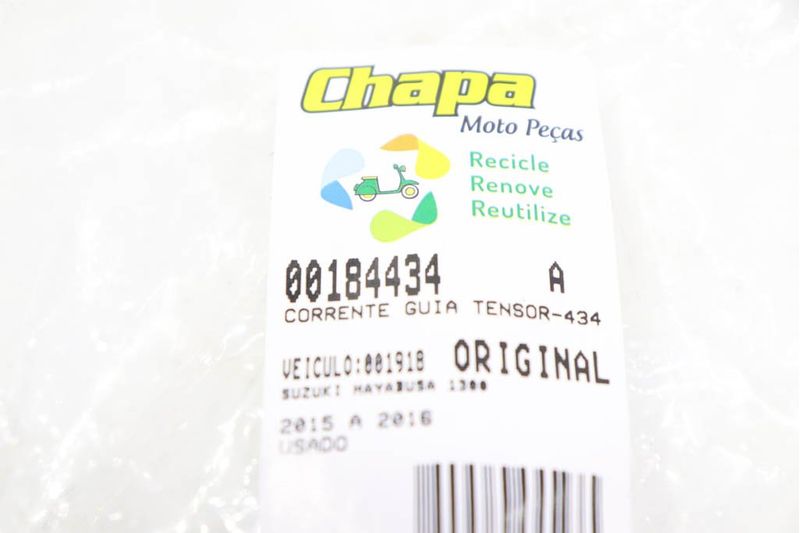 Chapa
Moto Peças
Recicle
Renove
Reutilize
00184434 A
CORRENTE GUIA TENSOR-434
VEICULO:001918 ORIGINAL
SUZUKI HAYABUSA 1300
2015 A 2016
USADO